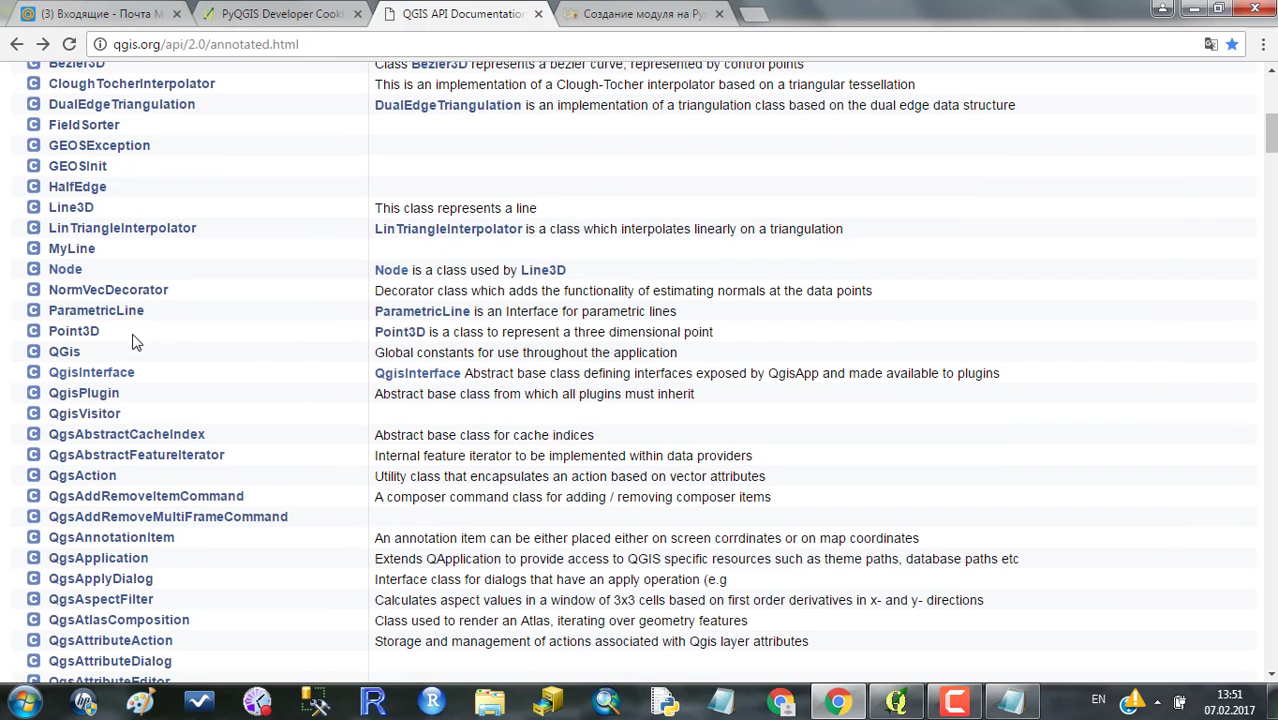 (3) Входящие - Почта M
PyQGIS Developer Cook
QGIS API Documentation
Создание модуля на Py
qgis.org/api/2.0/annotated.html
Bezier3D Class Bezier3D represents a bezier curve, represented by control points
CloughTocherInterpolator This is an implementation of a Clough-Tocher interpolator based on a triangular tessellation
DualEdgeTriangulation DualEdgeTriangulation is an implementation of a triangulation class based on the dual edge data structure
FieldSorter
GEOSException
GEOSInit
HalfEdge
Line3D This class represents a line
LinTriangleInterpolator LinTriangleInterpolator is a class which interpolates linearly on a triangulation
MyLine
Node Node is a class used by Line3D
NormVecDecorator Decorator class which adds the functionality of estimating normals at the data points
ParametricLine ParametricLine is an Interface for parametric lines
Point3D Point3D is a class to represent a three dimensional point
QGis Global constants for use throughout the application
QgisInterface QgisInterface Abstract base class defining interfaces exposed by QgisApp and made available to plugins
QgisPlugin Abstract base class from which all plugins must inherit
QgisVisitor
QgsAbstractCacheIndex Abstract base class for cache indices
QgsAbstractFeatureIterator Internal feature iterator to be implemented within data providers
QgsAction Utility class that encapsulates an action based on vector attributes
QgsAddRemoveItemCommand A composer command class for adding / removing composer items
QgsAddRemoveMultiFrameCommand
QgsAnnotationItem An annotation item can be either placed either on screen corrdinates or on map coordinates
QgsApplication Extends QApplication to provide access to QGIS specific resources such as theme paths, database paths etc
QgsApplyDialog Interface class for dialogs that have an apply operation (e.g
QgsAspectFilter Calculates aspect values in a window of 3x3 cells based on first order derivatives in x- and y- directions
QgsAtlasComposition Class used to render an Atlas, iterating over geometry features
QgsAttributeAction Storage and management of actions associated with Qgis layer attributes
QgsAttributeDialog
QgsAttributeEditor
EN
13:51
07.02.2017